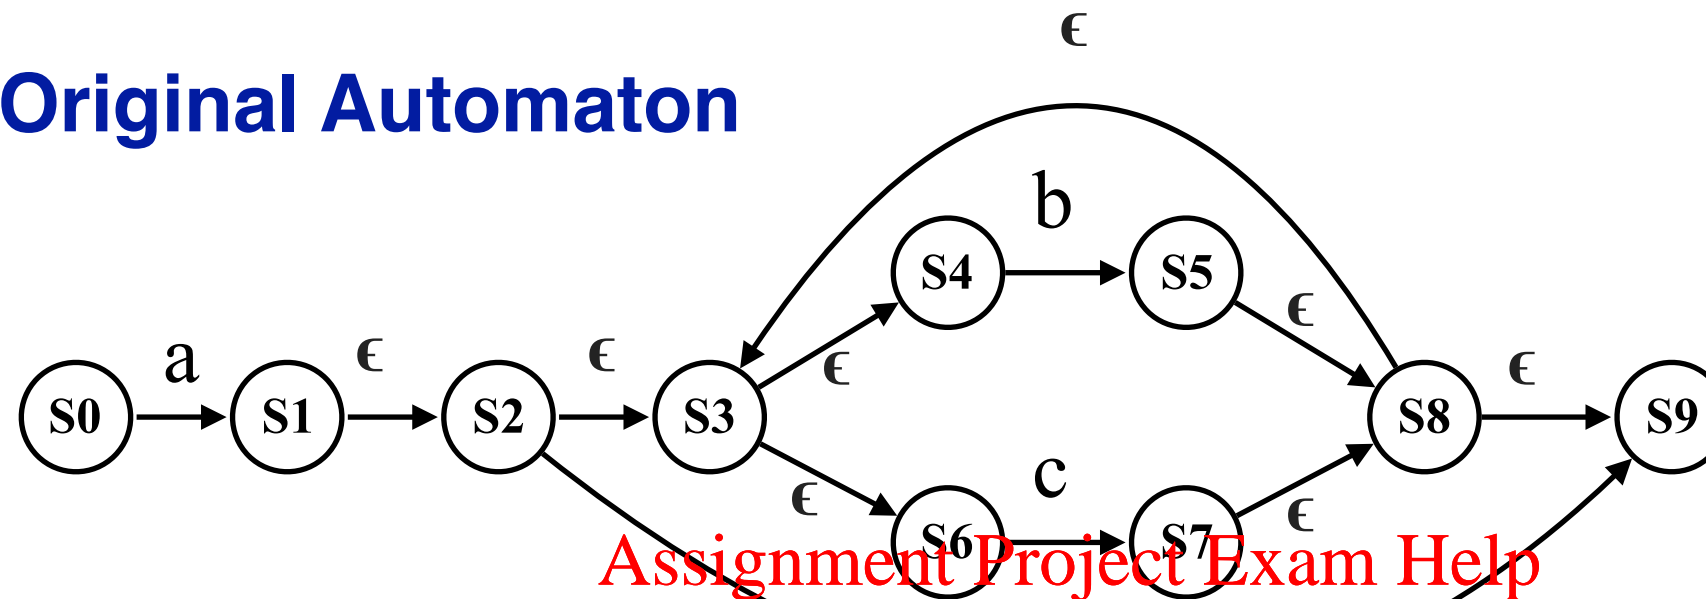 ϵ
Original Automaton
b
S4 S5
ϵ
a ϵ ϵ ϵ ϵ
S0 S1 S2 S3 S8 S9
c
ϵ ϵ
S6 S7
Assignment Project Exam Help